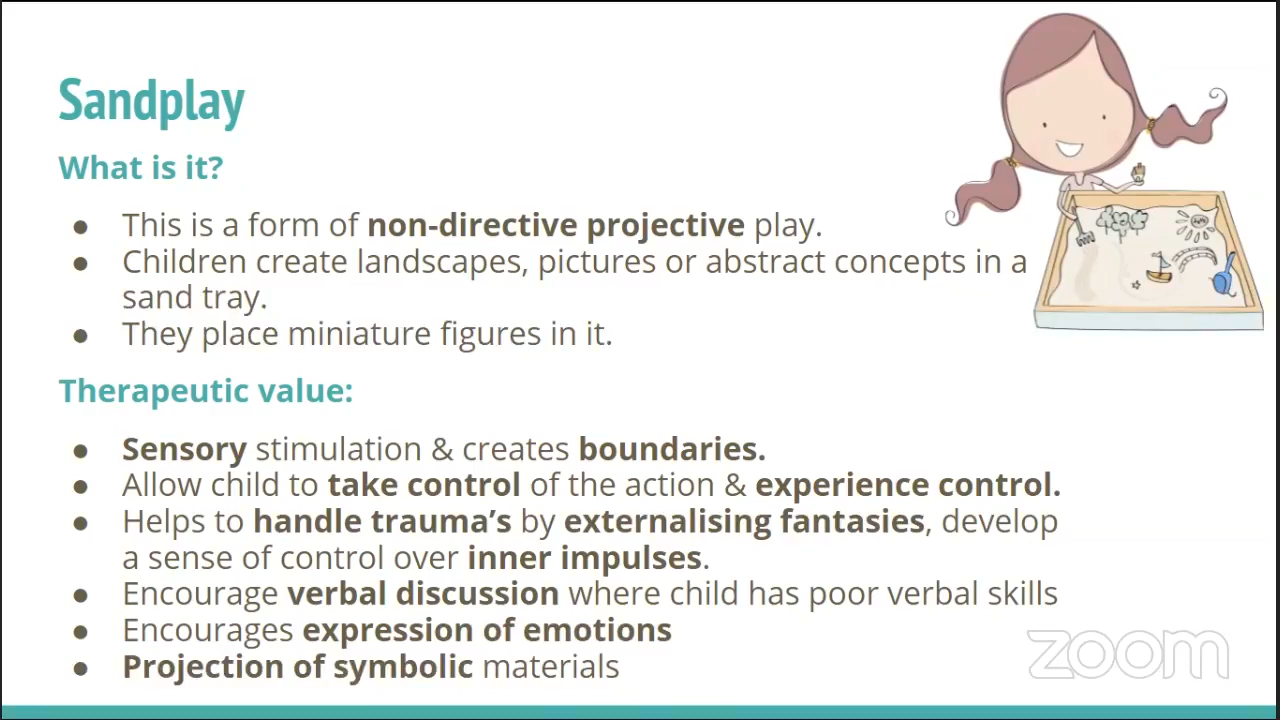 Sandplay
What is it?
● This is a form of non-directive projective play.
● Children create landscapes, pictures or abstract concepts in a
sand tray.
● They place miniature figures in it.
Therapeutic value:
● Sensory stimulation & creates boundaries.
● Allow child to take control of the action & experience control.
● Helps to handle trauma's by externalising fantasies, develop
a sense of control over inner impulses.
● Encourage verbal discussion where child has poor verbal skills
● Encourages expression of emotions
● Projection of symbolic materials
zoom